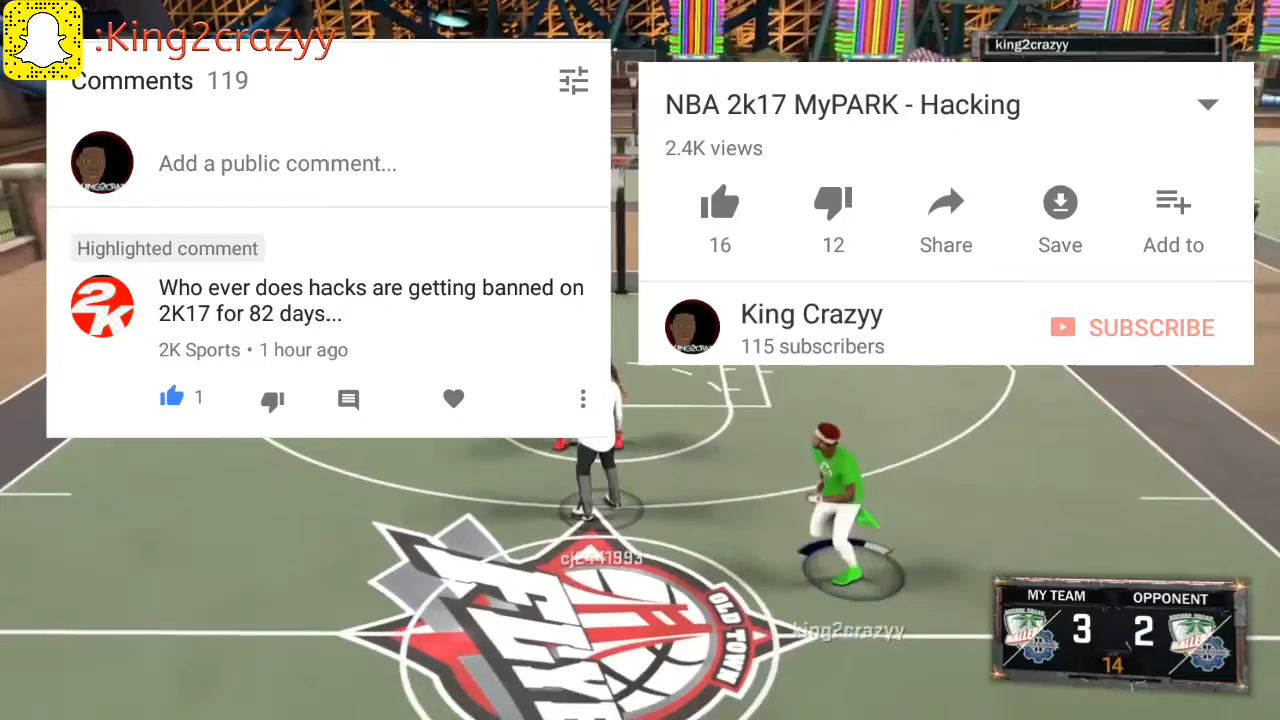 :King2crazyy
Comments 119
Add a public comment...
Highlighted comment
2K
Who ever does hacks are getting banned on
2K17 for 82 days...
2K Sports • 1 hour ago
1
king2crazyy
NBA 2k17 MyPARK - Hacking
2.4K views
16
12
Share
Save
Add to
King Crazyy
115 subscribers
SUBSCRIBE
cj2441993
OLD TOWN
king2crazyy
MY TEAM
OPPONENT
3
2
14